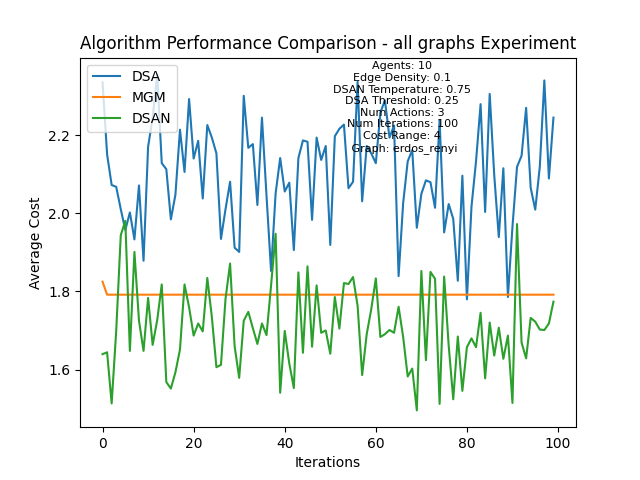 Algorithm Performance Comparison - all graphs Experiment
DSA
MGM
DSAN
Agents: 10
Edge Density: 0.1
DSAN Temperature: 0.75
DSA Threshold: 0.25
Num Actions: 3
Num Iterations: 100
Cost Range: 4
Graph: erdos_renyi
Average Cost
2.2
2.0
1.8
1.6
0
20
40
60
80
100
Iterations